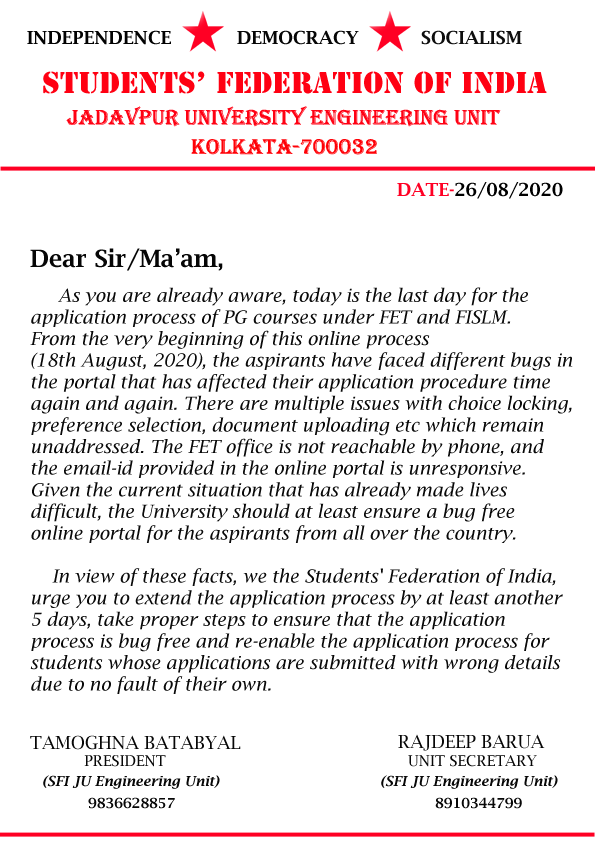 INDEPENDENCE ★ DEMOCRACY ★ SOCIALISM
STUDENTS' FEDERATION OF INDIA
JADAVPUR UNIVERSITY ENGINEERING UNIT
KOLKATA-700032
DATE-26/08/2020
Dear Sir/Ma'am,
As you are already aware, today is the last day for the
application process of PG courses under FET and FISLM.
From the very beginning of this online process
(18th August, 2020), the aspirants have faced different bugs in
the portal that has affected their application procedure time
again and again. There are multiple issues with choice locking,
preference selection, document uploading etc which remain
unaddressed. The FET office is not reachable by phone, and
the email-id provided in the online portal is unresponsive.
Given the current situation that has already made lives
difficult, the University should at least ensure a bug free
online portal for the aspirants from all over the country.
In view of these facts, we the Students' Federation of India,
urge you to extend the application process by at least another
5 days, take proper steps to ensure that the application
process is bug free and re-enable the application process for
students whose applications are submitted with wrong details
due to no fault of their own.
TAMOGHNA BATABYAL
PRESIDENT
(SFI JU Engineering Unit)
9836628857
RAJDEEP BARUA
UNIT SECRETARY
(SFI JU Engineering Unit)
8910344799